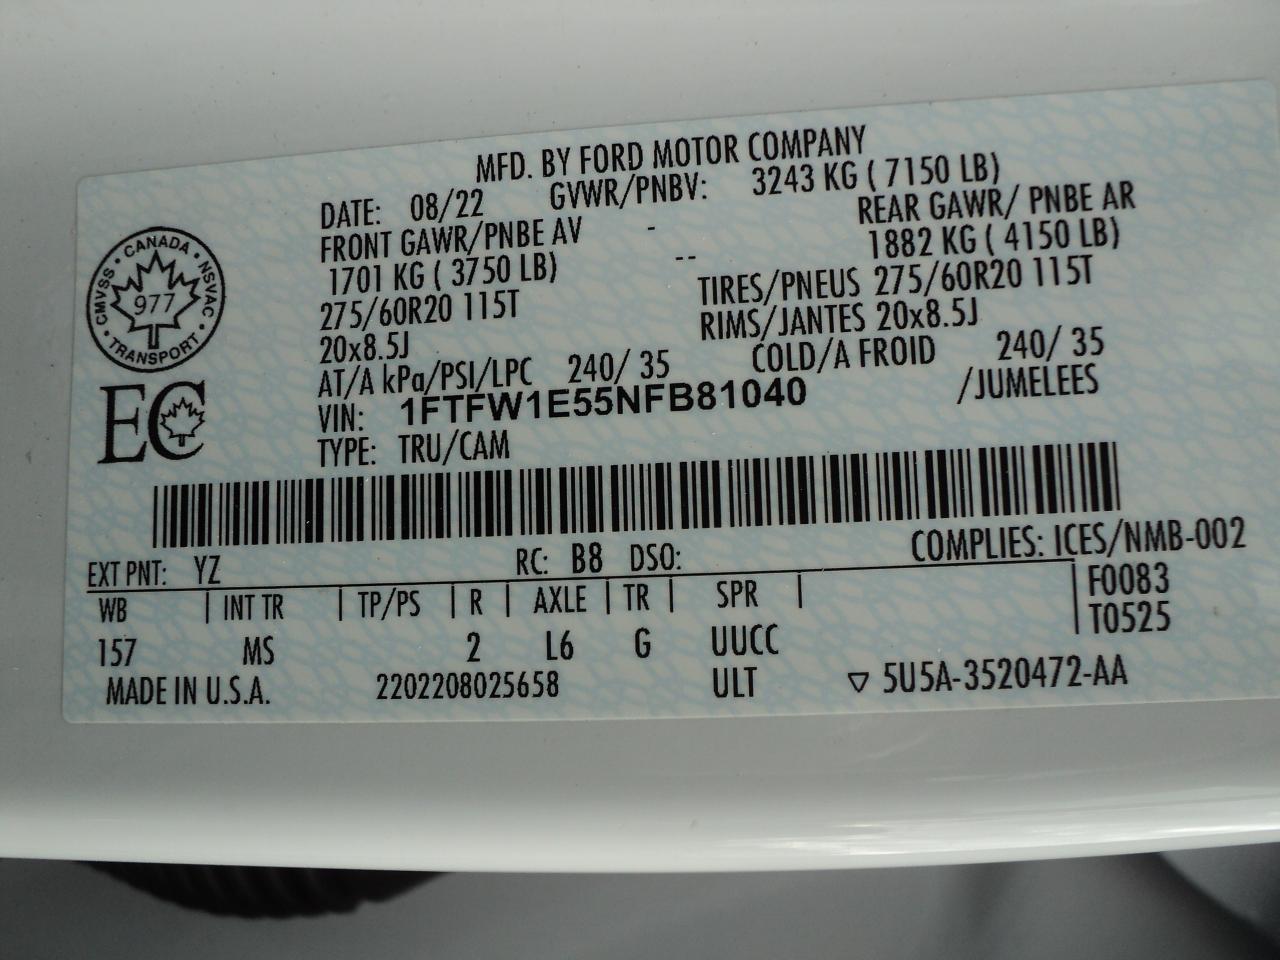 MFD. BY FORD MOTOR COMPANY
DATE: 08/22 GVWR/PNBV: 3243 KG ( 7150 LB)
FRONT GAWR/PNBE AV - REAR GAWR/ PNBE AR
1701 KG ( 3750 LB) -- 1882 KG ( 4150 LB)
275/60R20 115T TIRES/PNEUS 275/60R20 115T
20x8.5J RIMS/JANTES 20x8.5J
AT/A kPa/PSI/LPC 240/ 35 COLD/A FROID 240/ 35
VIN: 1FTFW1E55NFB81040 /JUMELEES
TYPE: TRU/CAM
CANADA
CMVSS • NSVAC
977
TRANSPORT
EC
EXT PNT: YZ RC: B8 DSO: COMPLIES: ICES/NMB-002
WB | INT TR | TP/PS | R | AXLE | TR | SPR | F0083
T0525
157 MS 2 L6 G UUCC
MADE IN U.S.A. 2202208025658 ULT ▽ 5U5A-3520472-AA